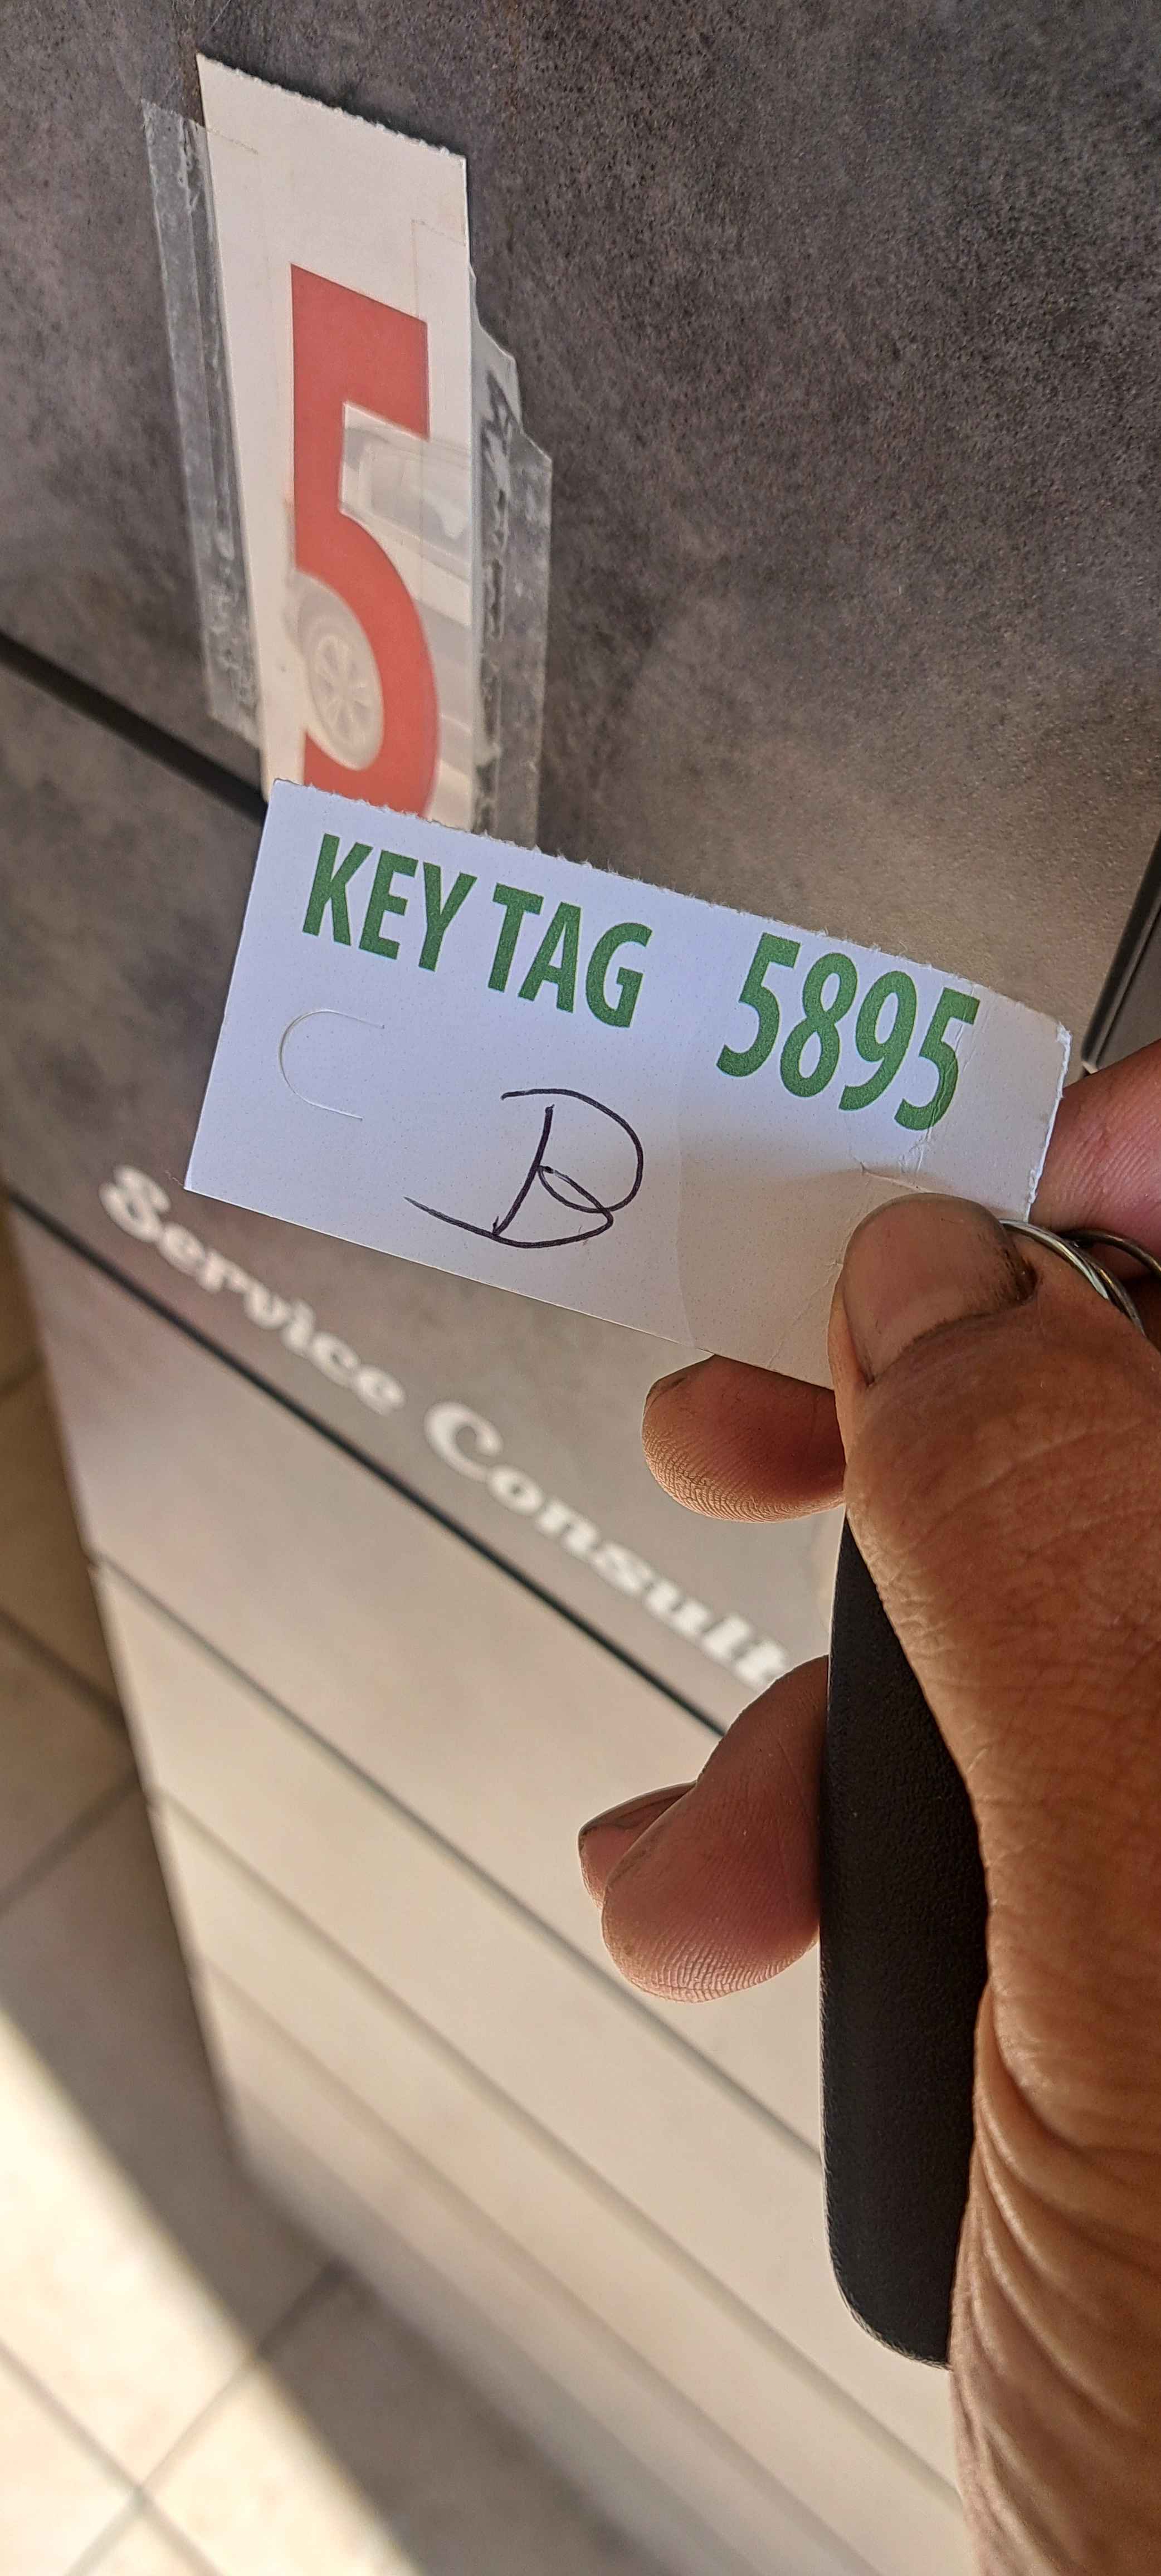 5
KEY TAG 5895
B
Service Consult